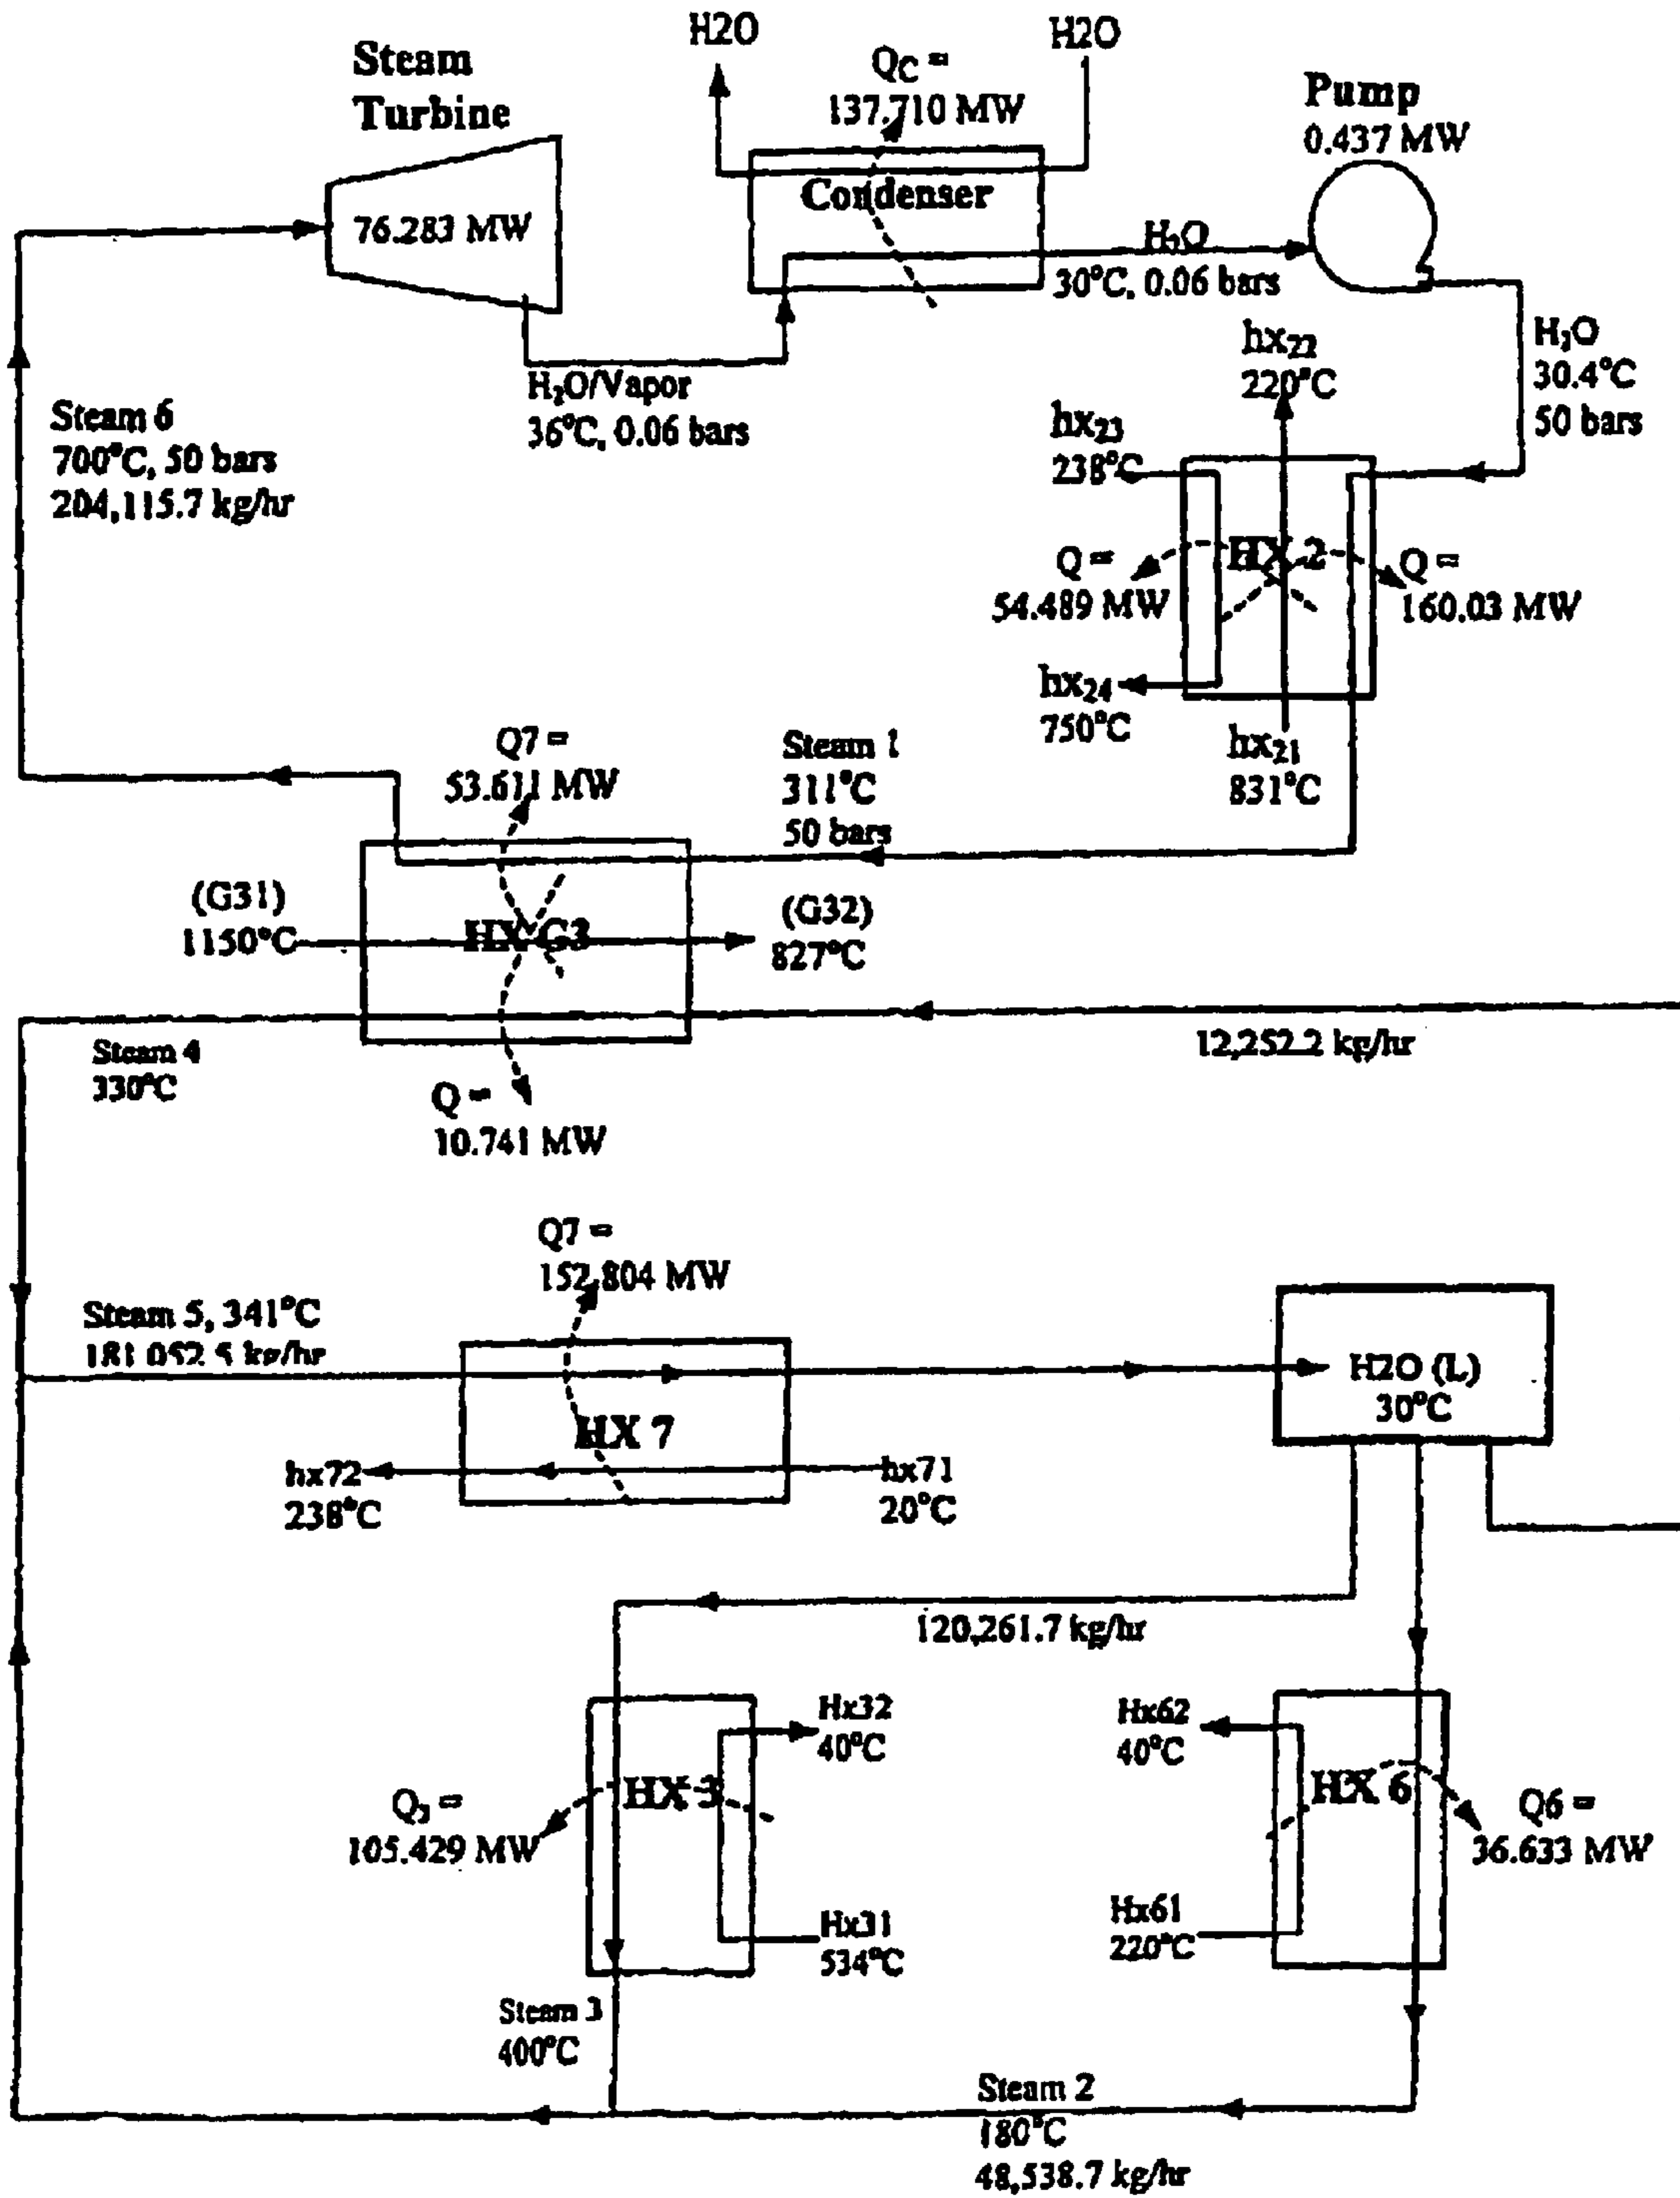 H2O
H2O
Steam
Turbine
QC =
137.710 MW
Pump
0.437 MW
76.283 MW
Condenser
H2O
30°C, 0.06 bars
H2O/Vapor
36°C, 0.06 bars
H2O
30.4°C
50 bars
Steam 6
700°C, 50 bars
204,115.7 kg/hr
hx22
220°C
hx23
238°C
HX 2
Q =
54.489 MW
Q =
160.03 MW
hx24
750°C
hx21
831°C
Q7 =
53.611 MW
Steam 1
311°C
50 bars
(G31)
1150°C
HX G3
(G32)
827°C
12,252.2 kg/hr
Steam 4
330°C
Q =
10.741 MW
Q7 =
152.804 MW
Steam 5, 341°C
181,052.5 kg/hr
H2O (L)
30°C
HX 7
hx72
238°C
hx71
20°C
120,261.7 kg/hr
Hx32
40°C
Hx62
40°C
HX 3
HX 6
Q3 =
105.429 MW
Q6 =
36.633 MW
Hx31
534°C
Hx61
220°C
Steam 3
400°C
Steam 2
180°C
48,538.7 kg/hr